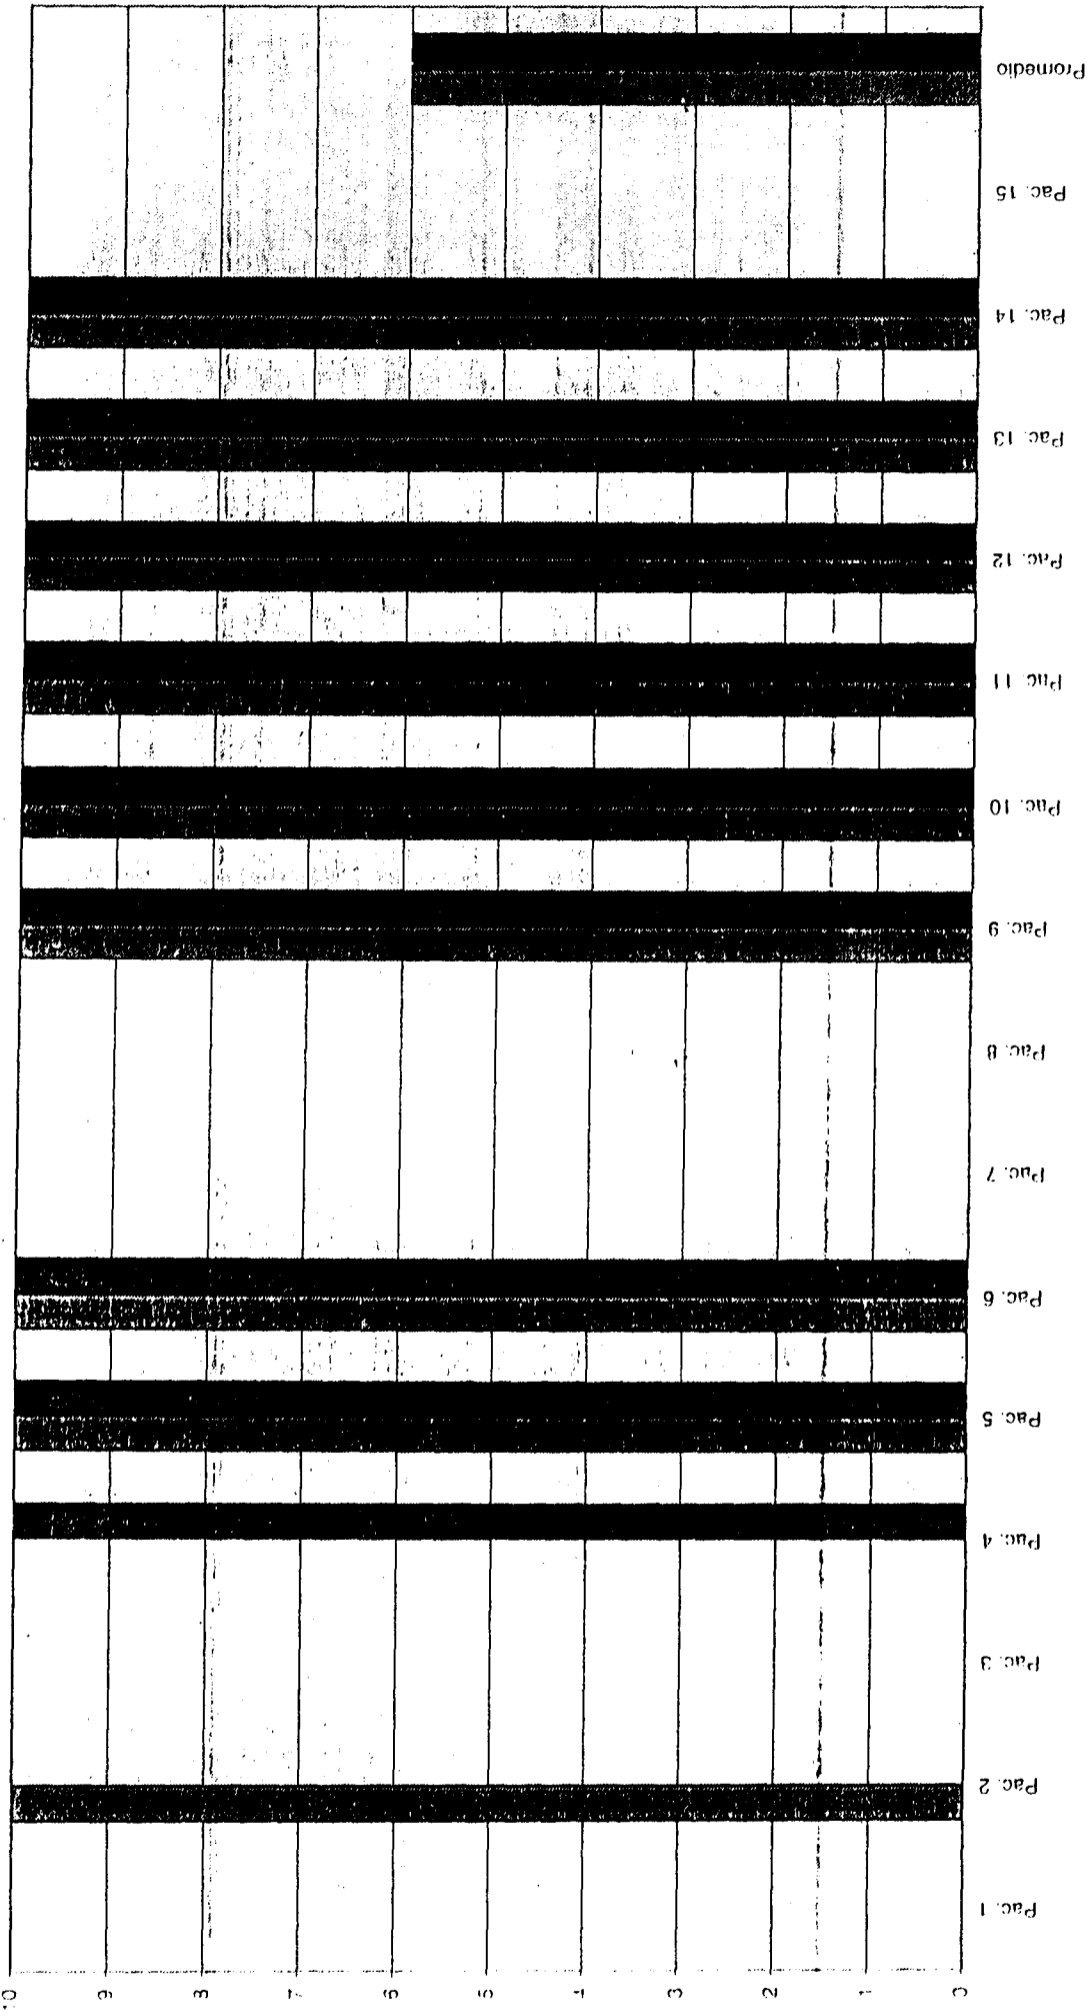 10
9
8
7
6
5
4
3
2
1
0
Pac. 1
Pac. 2
Pac. 3
Pac. 4
Pac. 5
Pac. 6
Pac. 7
Pac. 8
Pac. 9
Pac. 10
Pac. 11
Pac. 12
Pac. 13
Pac. 14
Pac. 15
Promedio